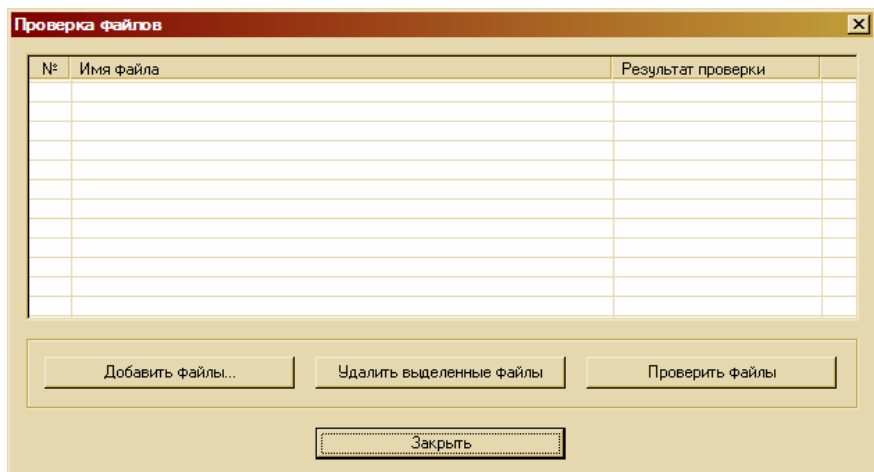 Проверка файлов
№ Имя файла Результат проверки
Добавить файлы... Удалить выделенные файлы Проверить файлы
Закрыть